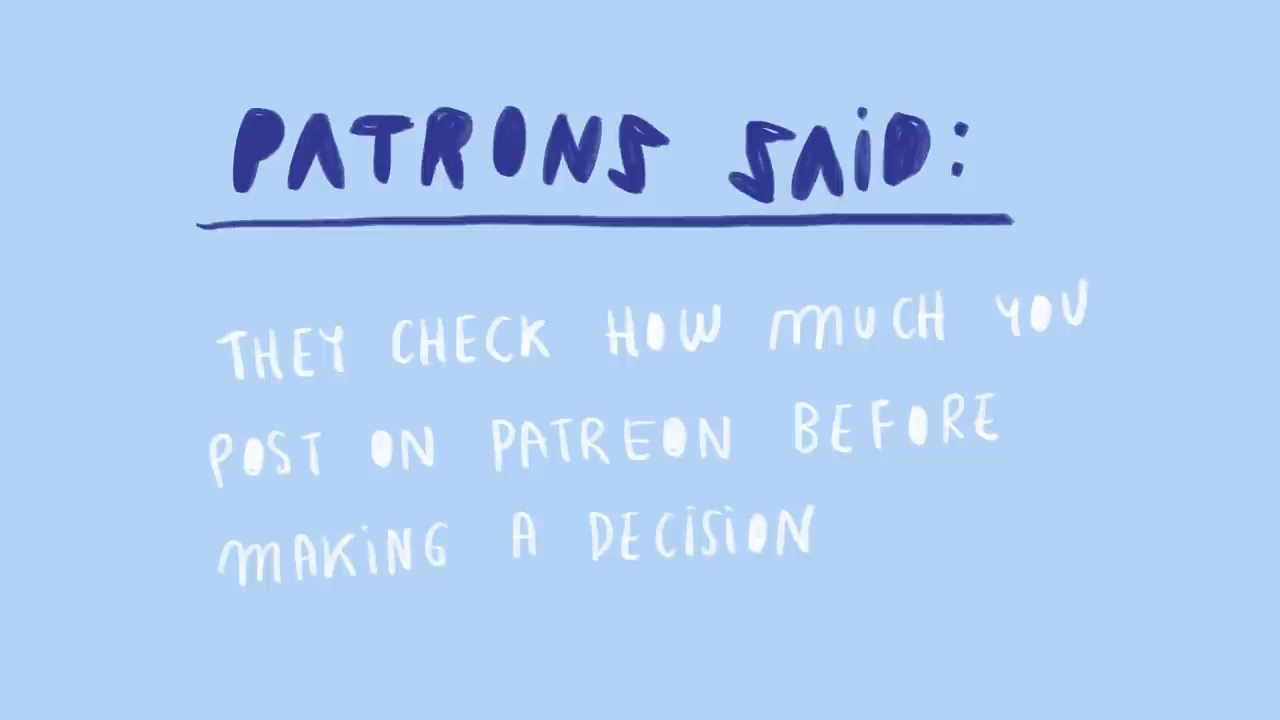 PATRONS SAiD:
THEY CHECK HOW MUCH YOU
POST ON PATREON BEFORE
MAKiNG A DECiSiON